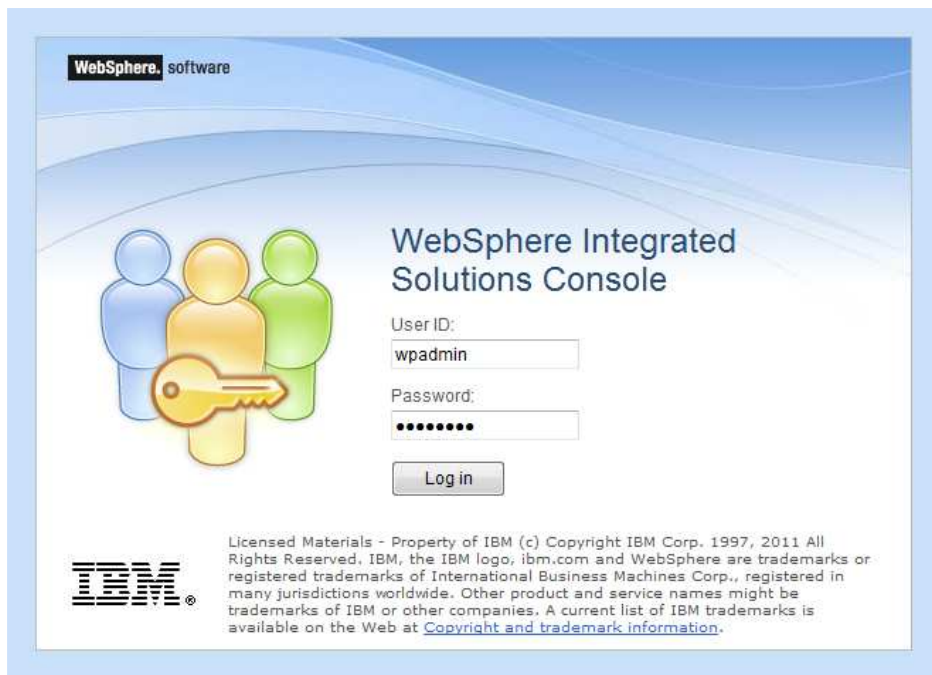 WebSphere. software
WebSphere Integrated
Solutions Console
User ID:
wpadmin
Password:
••••••••
Log in
Licensed Materials - Property of IBM (c) Copyright IBM Corp. 1997, 2011 All
Rights Reserved. IBM, the IBM logo, ibm.com and WebSphere are trademarks or
registered trademarks of International Business Machines Corp., registered in
many jurisdictions worldwide. Other product and service names might be
trademarks of IBM or other companies. A current list of IBM trademarks is
available on the Web at Copyright and trademark information.
IBM®